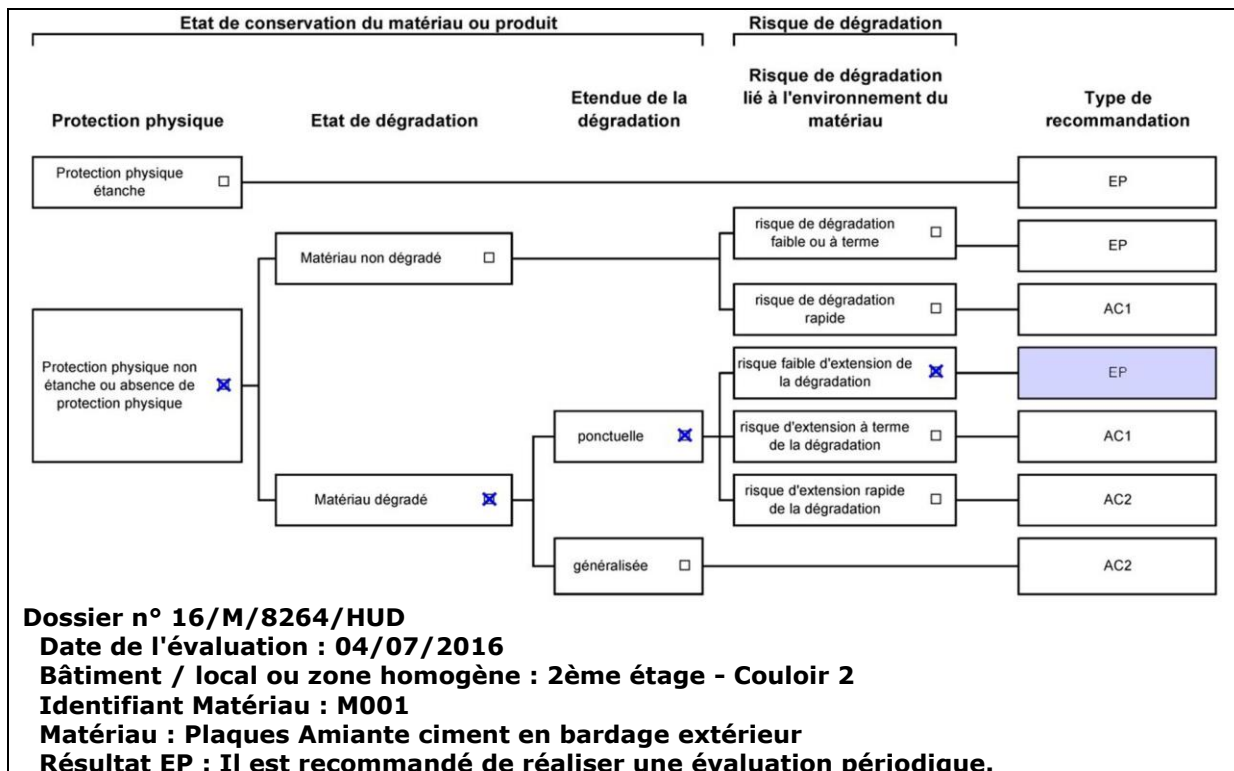 Etat de conservation du matériau ou produit
Risque de dégradation
Protection physique
Etat de dégradation
Etendue de la
dégradation
Risque de dégradation
lié à l'environnement du
matériau
Type de
recommandation
Protection physique
étanche
EP
risque de dégradation
faible ou à terme
EP
Matériau non dégradé
risque de dégradation
rapide
AC1
Protection physique non
étanche ou absence de
protection physique
risque faible d'extension de
la dégradation
EP
ponctuelle
risque d'extension à terme
de la dégradation
AC1
Matériau dégradé
risque d'extension rapide
de la dégradation
AC2
généralisée
AC2
Dossier n° 16/M/8264/HUD
Date de l'évaluation : 04/07/2016
Bâtiment / local ou zone homogène : 2ème étage - Couloir 2
Identifiant Matériau : M001
Matériau : Plaques Amiante ciment en bardage extérieur
Résultat EP : Il est recommandé de réaliser une évaluation périodique.